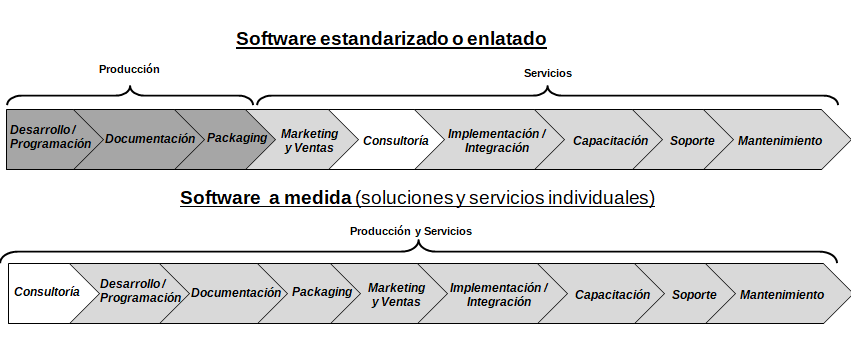 Software estandarizado o enlatado
Producción
Servicios
Desarrollo /
Programación
Documentación
Packaging
Marketing
y Ventas
Consultoría
Implementación /
Integración
Capacitación
Soporte
Mantenimiento
Software a medida (soluciones y servicios individuales)
Producción y Servicios
Consultoría
Desarrollo /
Programación
Documentación
Packaging
Marketing
y Ventas
Implementación /
Integración
Capacitación
Soporte
Mantenimiento